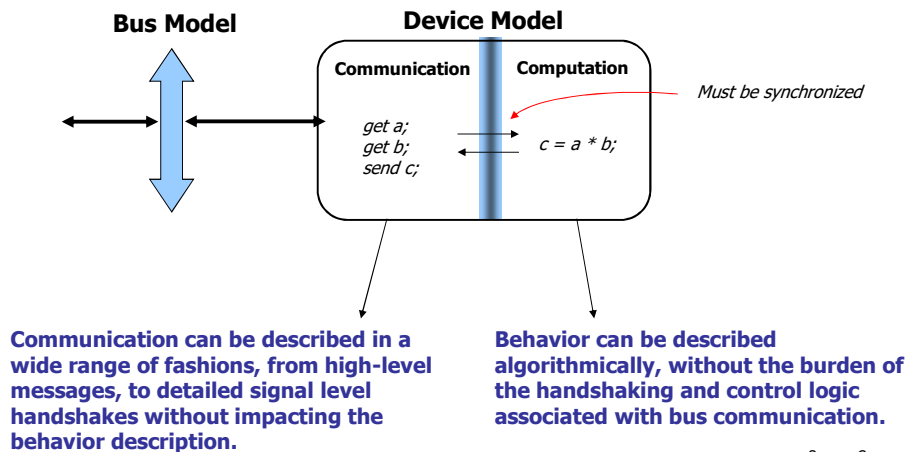 Bus Model
Device Model
Communication
Computation
Must be synchronized
get a;
get b;
send c;
c = a * b;
Communication can be described in a
wide range of fashions, from high-level
messages, to detailed signal level
handshakes without impacting the
behavior description.
Behavior can be described
algorithmically, without the burden of
the handshaking and control logic
associated with bus communication.